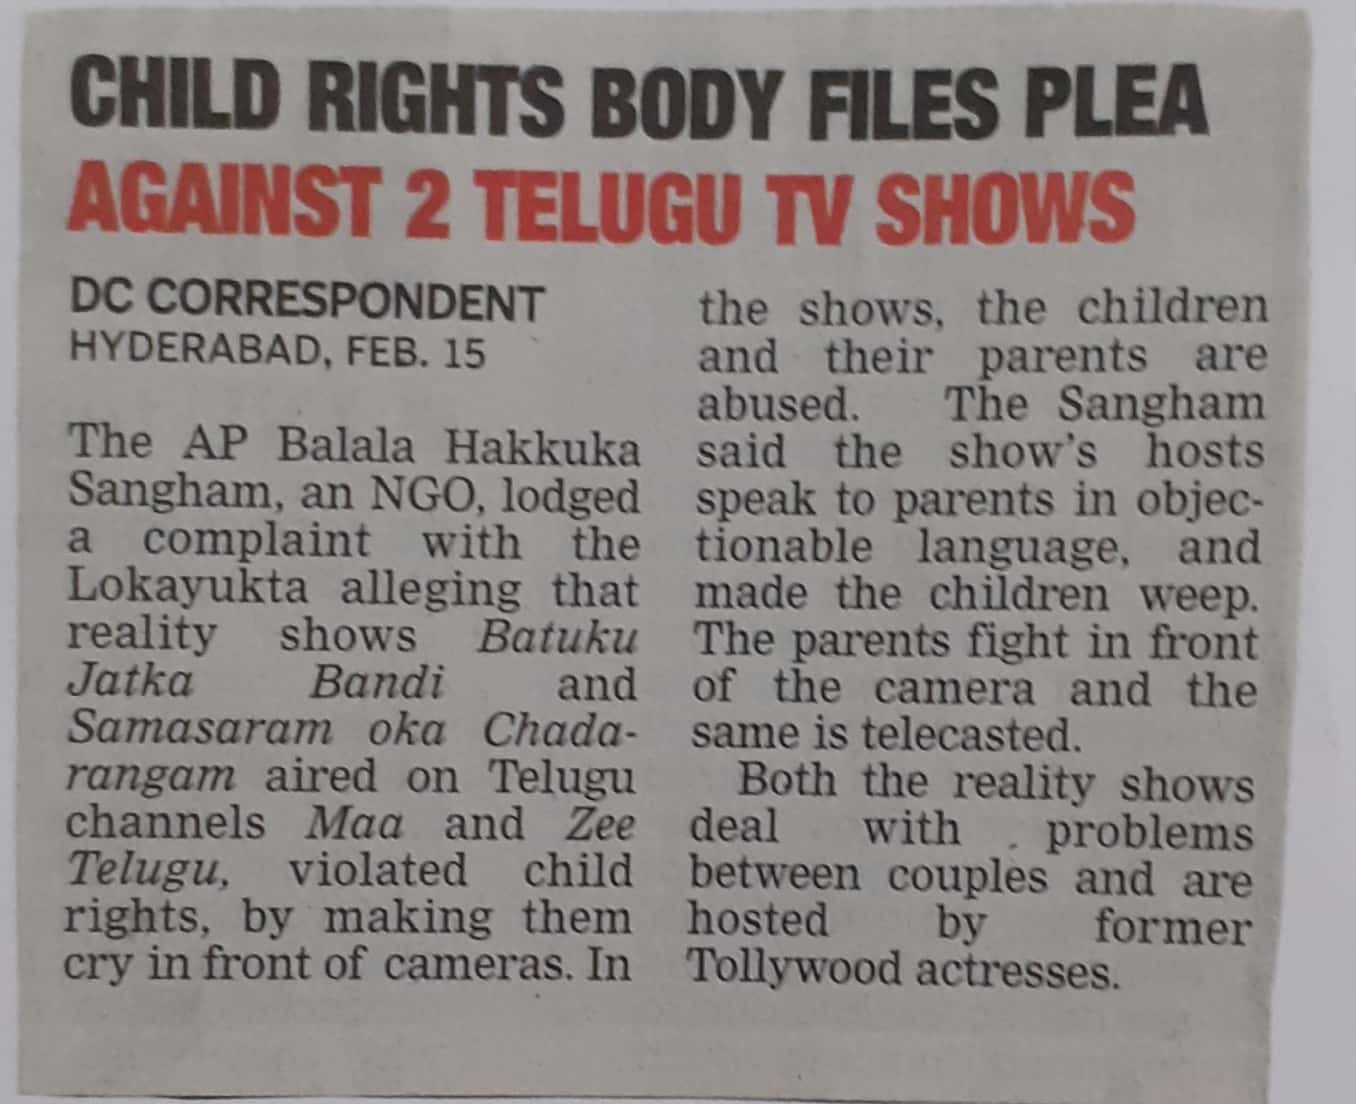 CHILD RIGHTS BODY FILES PLEA
AGAINST 2 TELUGU TV SHOWS
DC CORRESPONDENT
HYDERABAD, FEB. 15
The AP Balala Hakkuka
Sangham, an NGO, lodged
a complaint with the
Lokayukta alleging that
reality shows Batuku
Jatka Bandi and
Samasaram oka Chada-
rangam aired on Telugu
channels Maa and Zee
Telugu, violated child
rights, by making them
cry in front of cameras. In
the shows, the children
and their parents are
abused. The Sangham
said the show's hosts
speak to parents in objec-
tionable language, and
made the children weep.
The parents fight in front
of the camera and the
same is telecasted.
Both the reality shows
deal with problems
between couples and are
hosted by former
Tollywood actresses.